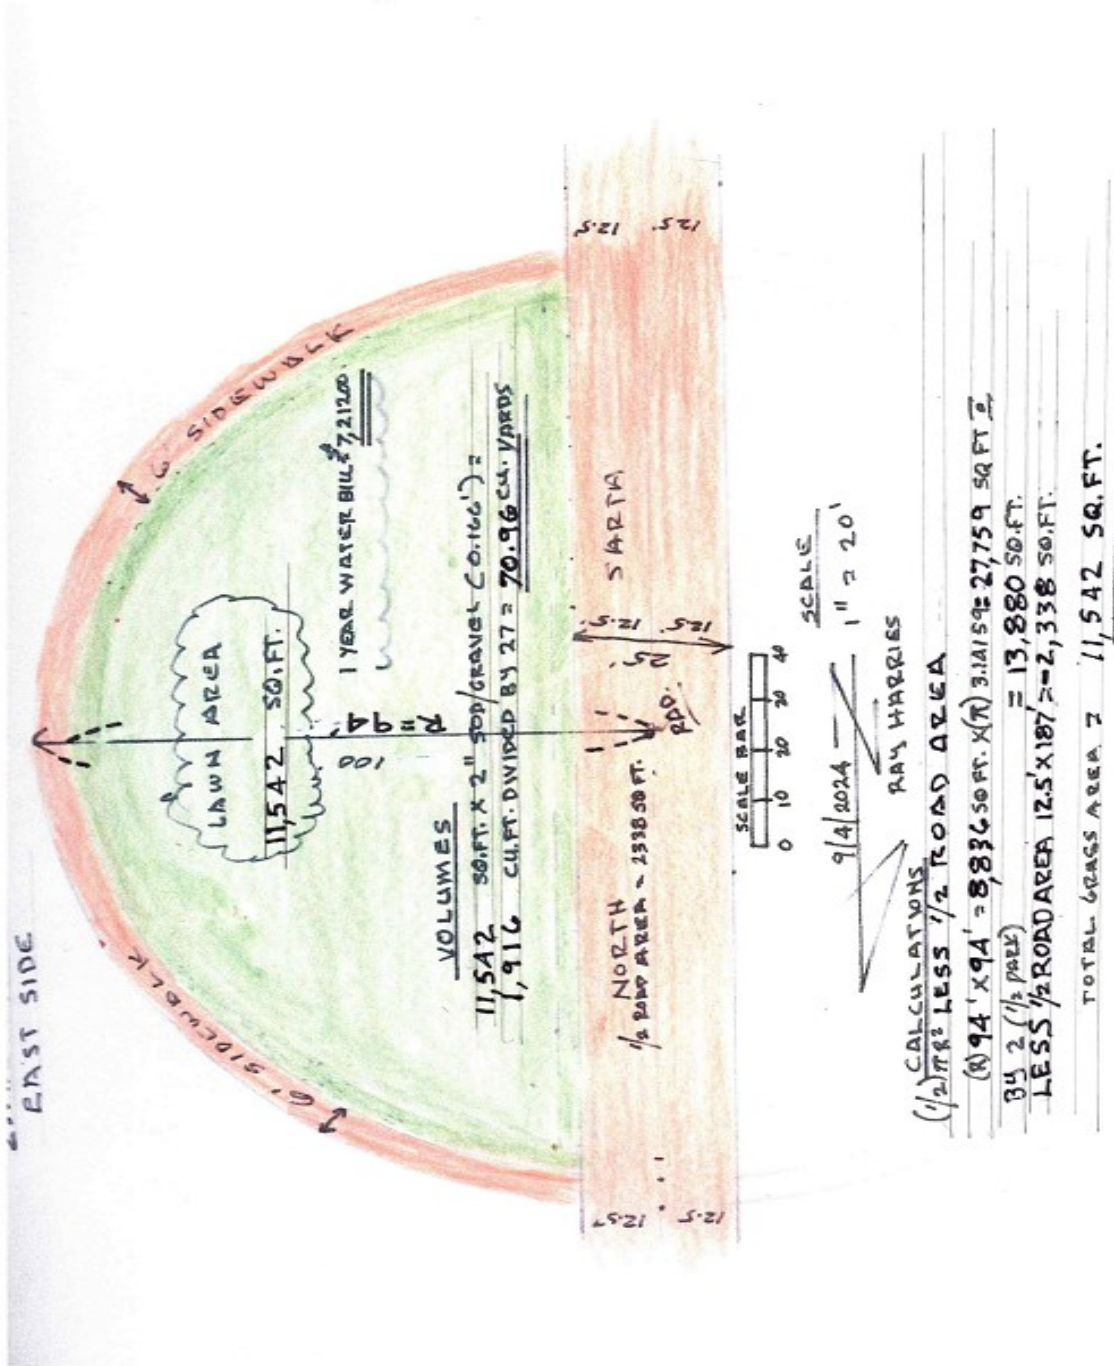 EAST SIDE
6' SIDEWALK
6' SIDEWALK
LAWN AREA
11,542 SQ.FT.
100
R = 94
1 YEAR WATER BILL $7,212.00
VOLUMES
11,542 SQ.FT. X 2" SOD/GRAVEL (0.166') =
1,916 CU.FT. DIVIDED BY 27 = 70.96 CU. YARDS
12.5'
12.5
12.5
12.5'
NORTH
1/2 ROAD AREA = 2338 SQ FT.
RAD.
25'
12.5'
12.5'
SARTA
SCALE BAR
0 10 20 30 40
SCALE
1" = 20'
9/4/2024
RAY HARRIES
CALCULATIONS
(1/2) πR² LESS 1/2 ROAD AREA
(R) 94' X 94' = 8,836 SQ FT. X (π) 3.14159 = 27,759 SQ FT
BY 2 (1/2 PARK) = 13,880 SQ.FT.
LESS 1/2 ROAD AREA 12.5' X 187' = -2,338 SQ.FT.
TOTAL GRASS AREA = 11,542 SQ.FT.